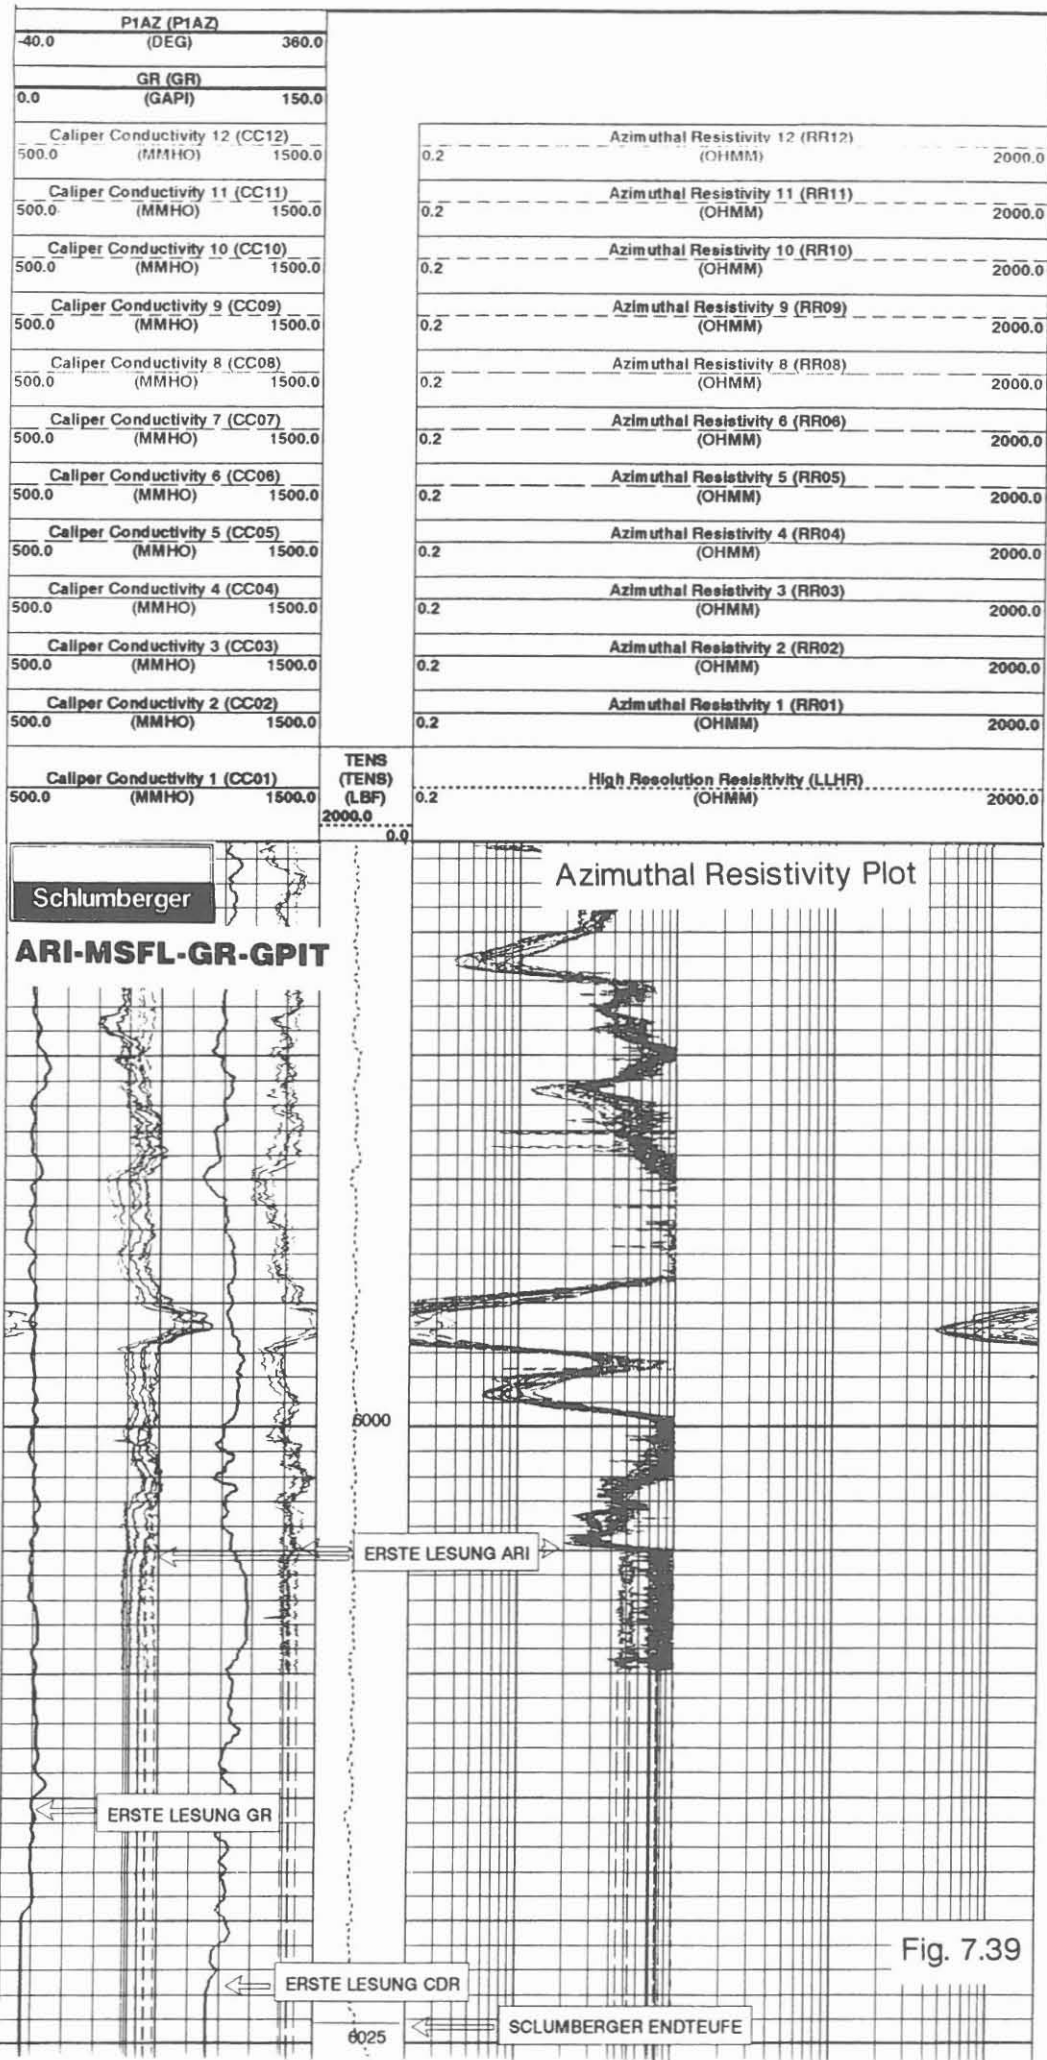 P1AZ (P1AZ)
-40.0 (DEG) 360.0
GR (GR)
0.0 (GAPI) 150.0
Caliper Conductivity 12 (CC12) Azimuthal Resistivity 12 (RR12)
500.0 (MMHO) 1500.0 0.2 (OHMM) 2000.0
Caliper Conductivity 11 (CC11) Azimuthal Resistivity 11 (RR11)
500.0 (MMHO) 1500.0 0.2 (OHMM) 2000.0
Caliper Conductivity 10 (CC10) Azimuthal Resistivity 10 (RR10)
500.0 (MMHO) 1500.0 0.2 (OHMM) 2000.0
Caliper Conductivity 9 (CC09) Azimuthal Resistivity 9 (RR09)
500.0 (MMHO) 1500.0 0.2 (OHMM) 2000.0
Caliper Conductivity 8 (CC08) Azimuthal Resistivity 8 (RR08)
500.0 (MMHO) 1500.0 0.2 (OHMM) 2000.0
Caliper Conductivity 7 (CC07) Azimuthal Resistivity 6 (RR06)
500.0 (MMHO) 1500.0 0.2 (OHMM) 2000.0
Caliper Conductivity 6 (CC06) Azimuthal Resistivity 5 (RR05)
500.0 (MMHO) 1500.0 0.2 (OHMM) 2000.0
Caliper Conductivity 5 (CC05) Azimuthal Resistivity 4 (RR04)
500.0 (MMHO) 1500.0 0.2 (OHMM) 2000.0
Caliper Conductivity 4 (CC04) Azimuthal Resistivity 3 (RR03)
500.0 (MMHO) 1500.0 0.2 (OHMM) 2000.0
Caliper Conductivity 3 (CC03) Azimuthal Resistivity 2 (RR02)
500.0 (MMHO) 1500.0 0.2 (OHMM) 2000.0
Caliper Conductivity 2 (CC02) Azimuthal Resistivity 1 (RR01)
500.0 (MMHO) 1500.0 0.2 (OHMM) 2000.0
TENS
Caliper Conductivity 1 (CC01) (TENS) High Resolution Resisitivity (LLHR)
500.0 (MMHO) 1500.0 (LBF) 0.2 (OHMM) 2000.0
2000.0
0.0
Azimuthal Resistivity Plot
Schlumberger
ARI-MSFL-GR-GPIT
6000
ERSTE LESUNG ARI
ERSTE LESUNG GR
Fig. 7.39
ERSTE LESUNG CDR
SCLUMBERGER ENDTEUFE
6025